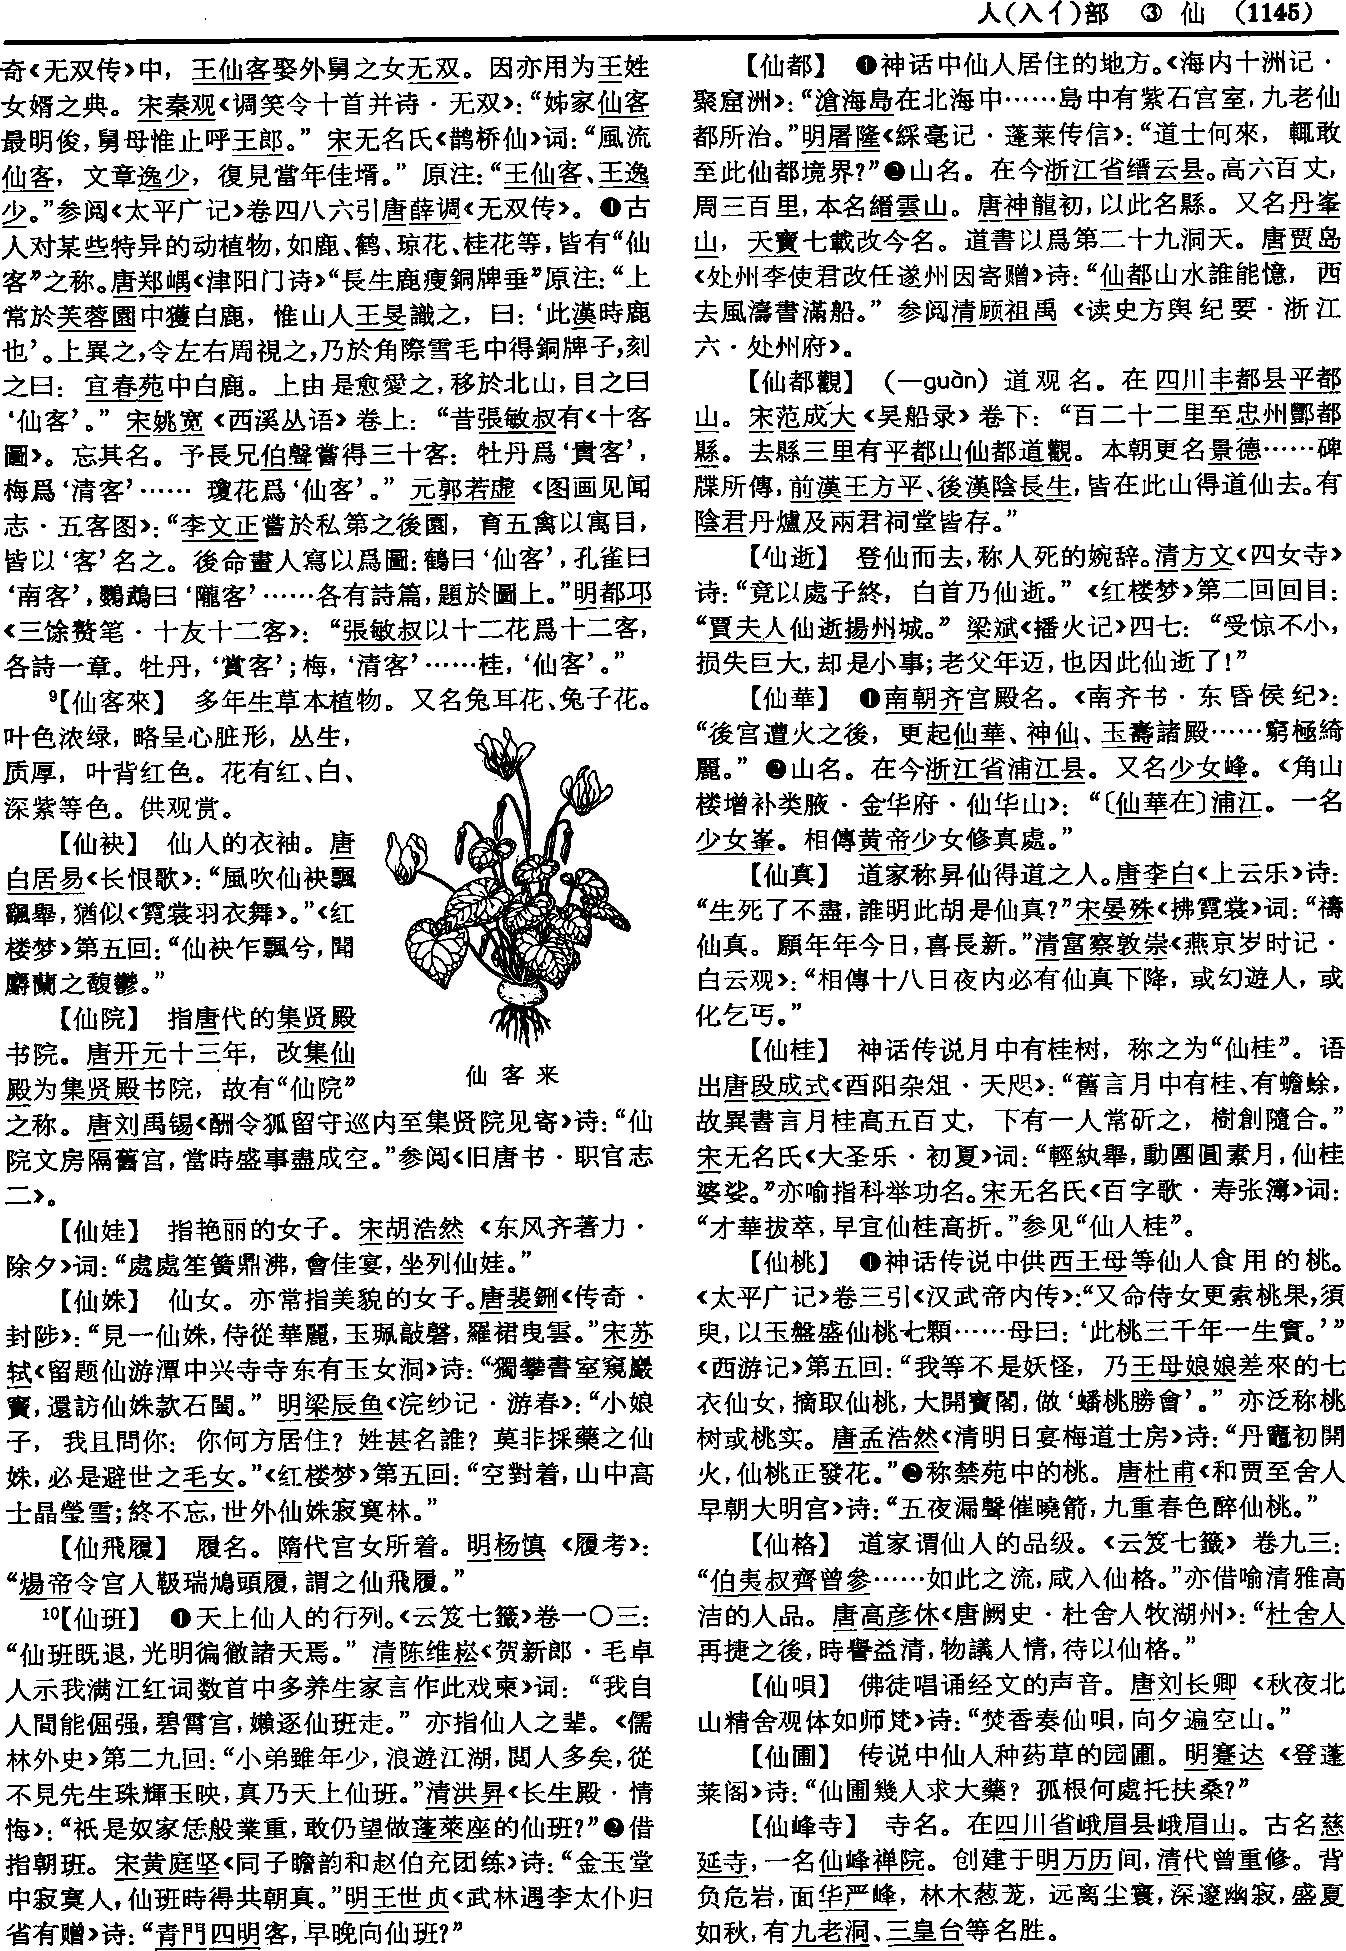 人(入亻)部　③　仙　(1145)
奇《无双传》中，王仙客娶外舅之女无双。因亦用为王姓
女婿之典。宋秦观《调笑令十首并诗·无双》：“姊家仙客
最明俊，舅母惟止呼王郎。”宋无名氏《鹊桥仙》词：“風流
仙客，文章逸少，復見當年佳壻。”原注：“王仙客、王逸
少。”参阅《太平广记》卷四八六引唐薛调《无双传》。❶古
人对某些特异的动植物，如鹿、鹤、琼花、桂花等，皆有“仙
客”之称。唐郑嵎《津阳门诗》“長生鹿瘦銅牌垂”原注：“上
常於芙蓉園中獲白鹿，惟山人王旻識之，曰：‘此漢時鹿
也’。上異之，令左右周視之，乃於角際雪毛中得銅牌子，刻
之曰：宜春苑中白鹿。上由是愈愛之，移於北山，目之曰
‘仙客’。”宋姚宽《西溪丛语》卷上：“昔張敏叔有《十客
圖》。忘其名。予長兄伯聲嘗得三十客：牡丹爲‘貴客’，
梅爲‘清客’……瓊花爲‘仙客’。”元郭若虚《图画见闻
志·五客图》：“李文正嘗於私第之後園，育五禽以寓目，
皆以‘客’名之。後命畫人寫以爲圖：鶴曰‘仙客’，孔雀曰
‘南客’，鸚鵡曰‘隴客’……各有詩篇，題於圖上。”明都邛
《三馀赘笔·十友十二客》：“張敏叔以十二花爲十二客，
各詩一章。牡丹，‘賞客’；梅，‘清客’……桂，‘仙客’。”
⁹【仙客來】　多年生草本植物。又名兔耳花、兔子花。
叶色浓绿，略呈心脏形，丛生，
质厚，叶背红色。花有红、白、
深紫等色。供观赏。
【仙袂】　仙人的衣袖。唐
白居易《长恨歌》：“風吹仙袂飄
飄舉，猶似《霓裳羽衣舞》。”《红
楼梦》第五回：“仙袂乍飄兮，聞
麝蘭之馥鬱。”
【仙院】　指唐代的集贤殿
书院。唐开元十三年，改集仙
殿为集贤殿书院，故有“仙院”
仙客来
之称。唐刘禹锡《酬令狐留守巡内至集贤院见寄》诗：“仙
院文房隔舊宫，當時盛事盡成空。”参阅《旧唐书·职官志
二》。
【仙娃】　指艳丽的女子。宋胡浩然《东风齐著力·
除夕》词：“處處笙簧鼎沸，會佳宴，坐列仙娃。”
【仙姝】　仙女。亦常指美貌的女子。唐裴铏《传奇·
封陟》：“見一仙姝，侍從華麗，玉珮敲磬，羅裙曳雲。”宋苏
轼《留题仙游潭中兴寺寺东有玉女洞》诗：“獨攀書室窺巖
竇，還訪仙姝款石閨。”明梁辰鱼《浣纱记·游春》：“小娘
子，我且問你：你何方居住？姓甚名誰？莫非採藥之仙
姝，必是避世之毛女。”《红楼梦》第五回：“空對着，山中高
士晶瑩雪；終不忘，世外仙姝寂寞林。”
【仙飛履】　履名。隋代宫女所着。明杨慎《履考》：
“煬帝令宫人靸瑞鳩頭履，謂之仙飛履。”
¹⁰【仙班】　❶天上仙人的行列。《云笈七籤》卷一〇三：
“仙班既退，光明徧徹諸天焉。”清陈维崧《贺新郎·毛卓
人示我满江红词数首中多养生家言作此戏柬》词：“我自
人間能倔强，碧霄宫，嬾逐仙班走。”亦指仙人之辈。《儒
林外史》第二九回：“小弟雖年少，浪遊江湖，閲人多矣，從
不見先生珠輝玉映，真乃天上仙班。”清洪昇《长生殿·情
悔》：“祇是奴家恁般業重，敢仍望做蓬萊座的仙班？”❷借
指朝班。宋黄庭坚《同子瞻韵和赵伯充团练》诗：“金玉堂
中寂寞人，仙班時得共朝真。”明王世贞《武林遇李太仆归
省有赠》诗：“青門四明客，早晚向仙班？”
【仙都】　❶神话中仙人居住的地方。《海内十洲记·
聚窟洲》：“滄海島在北海中……島中有紫石宫室，九老仙
都所治。”明屠隆《綵毫记·蓬莱传信》：“道士何來，輒敢
至此仙都境界？”❷山名。在今浙江省缙云县。高六百丈，
周三百里，本名縉雲山。唐神龍初，以此名縣。又名丹峯
山，天寶七載改今名。道書以爲第二十九洞天。唐贾岛
《处州李使君改任遂州因寄赠》诗：“仙都山水誰能憶，西
去風濤書滿船。”参阅清顾祖禹《读史方舆纪要·浙江
六·处州府》。
【仙都觀】　(—guàn)　道观名。在四川丰都县平都
山。宋范成大《吴船录》卷下：“百二十二里至忠州酆都
縣。去縣三里有平都山仙都道觀。本朝更名景德……碑
牒所傳，前漢王方平、後漢陰長生，皆在此山得道仙去。有
陰君丹爐及兩君祠堂皆存。”
【仙逝】　登仙而去，称人死的婉辞。清方文《四女寺》
诗：“竟以處子終，白首乃仙逝。”《红楼梦》第二回回目：
“賈夫人仙逝揚州城。”梁斌《播火记》四七：“受惊不小，
损失巨大，却是小事；老父年迈，也因此仙逝了！”
【仙華】　❶南朝齐宫殿名。《南齐书·东昏侯纪》：
“後宫遭火之後，更起仙華、神仙、玉壽諸殿……窮極綺
麗。”❷山名。在今浙江省浦江县。又名少女峰。《角山
楼增补类腋·金华府·仙华山》：“〔仙華在〕浦江。一名
少女峯。相傳黄帝少女修真處。”
【仙真】　道家称昇仙得道之人。唐李白《上云乐》诗：
“生死了不盡，誰明此胡是仙真？”宋晏殊《拂霓裳》词：“禱
仙真。願年年今日，喜長新。”清富察敦崇《燕京岁时记·
白云观》：“相傳十八日夜内必有仙真下降，或幻遊人，或
化乞丐。”
【仙桂】　神话传说月中有桂树，称之为“仙桂”。语
出唐段成式《酉阳杂俎·天咫》：“舊言月中有桂、有蟾蜍，
故異書言月桂高五百丈，下有一人常斫之，樹創隨合。”
宋无名氏《大圣乐·初夏》词：“輕紈舉，動團圓素月，仙桂
婆娑。”亦喻指科举功名。宋无名氏《百字歌·寿张簿》词：
“才華拔萃，早宜仙桂高折。”参见“仙人桂”。
【仙桃】　❶神话传说中供西王母等仙人食用的桃。
《太平广记》卷三引《汉武帝内传》：“又命侍女更索桃果，須
臾，以玉盤盛仙桃七顆……母曰：‘此桃三千年一生實。’”
《西游记》第五回：“我等不是妖怪，乃王母娘娘差來的七
衣仙女，摘取仙桃，大開寶閣，做‘蟠桃勝會’。”亦泛称桃
树或桃实。唐孟浩然《清明日宴梅道士房》诗：“丹竈初開
火，仙桃正發花。”❷称禁苑中的桃。唐杜甫《和贾至舍人
早朝大明宫》诗：“五夜漏聲催曉箭，九重春色醉仙桃。”
【仙格】　道家谓仙人的品级。《云笈七籤》卷九三：
“伯夷叔齊曾參……如此之流，咸入仙格。”亦借喻清雅高
洁的人品。唐高彦休《唐阙史·杜舍人牧湖州》：“杜舍人
再捷之後，時譽益清，物議人情，待以仙格。”
【仙唄】　佛徒唱诵经文的声音。唐刘长卿《秋夜北
山精舍观体如师梵》诗：“焚香奏仙唄，向夕遍空山。”
【仙圃】　传说中仙人种药草的园圃。明蹇达《登蓬
莱阁》诗：“仙圃幾人求大藥？孤根何處托扶桑？”
【仙峰寺】　寺名。在四川省峨眉县峨眉山。古名慈
延寺，一名仙峰禅院。创建于明万历间，清代曾重修。背
负危岩，面华严峰，林木葱茏，远离尘寰，深邃幽寂，盛夏
如秋，有九老洞、三皇台等名胜。